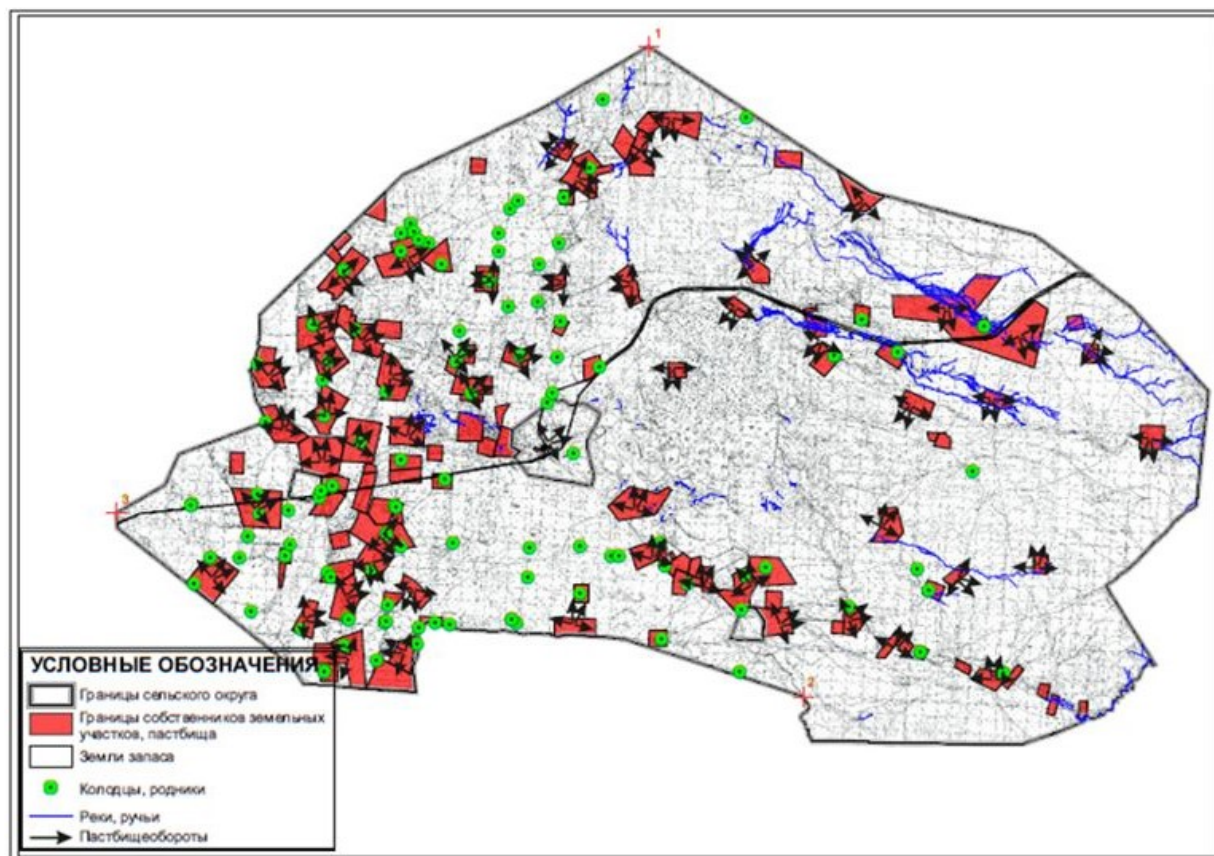 1
3
2
УСЛОВНЫЕ ОБОЗНАЧЕНИЯ
Границы сельского округа
Границы собственников земельных
участков, пастбища
Земли запаса
Колодцы, родники
Реки, ручьи
Пастбищеобороты